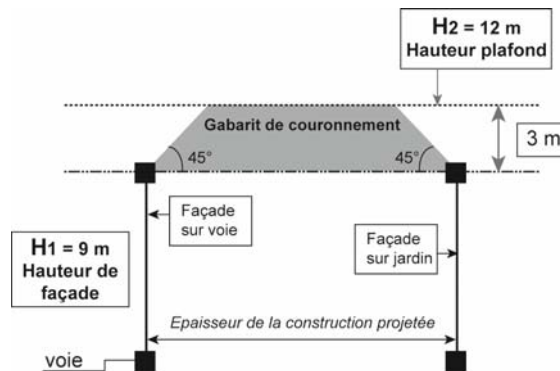 H2 = 12 m
Hauteur plafond
Gabarit de couronnement
3 m
45°
45°
Façade
sur voie
H1 = 9 m
Hauteur de
façade
Façade
sur jardin
Epaisseur de la construction projetée
voie